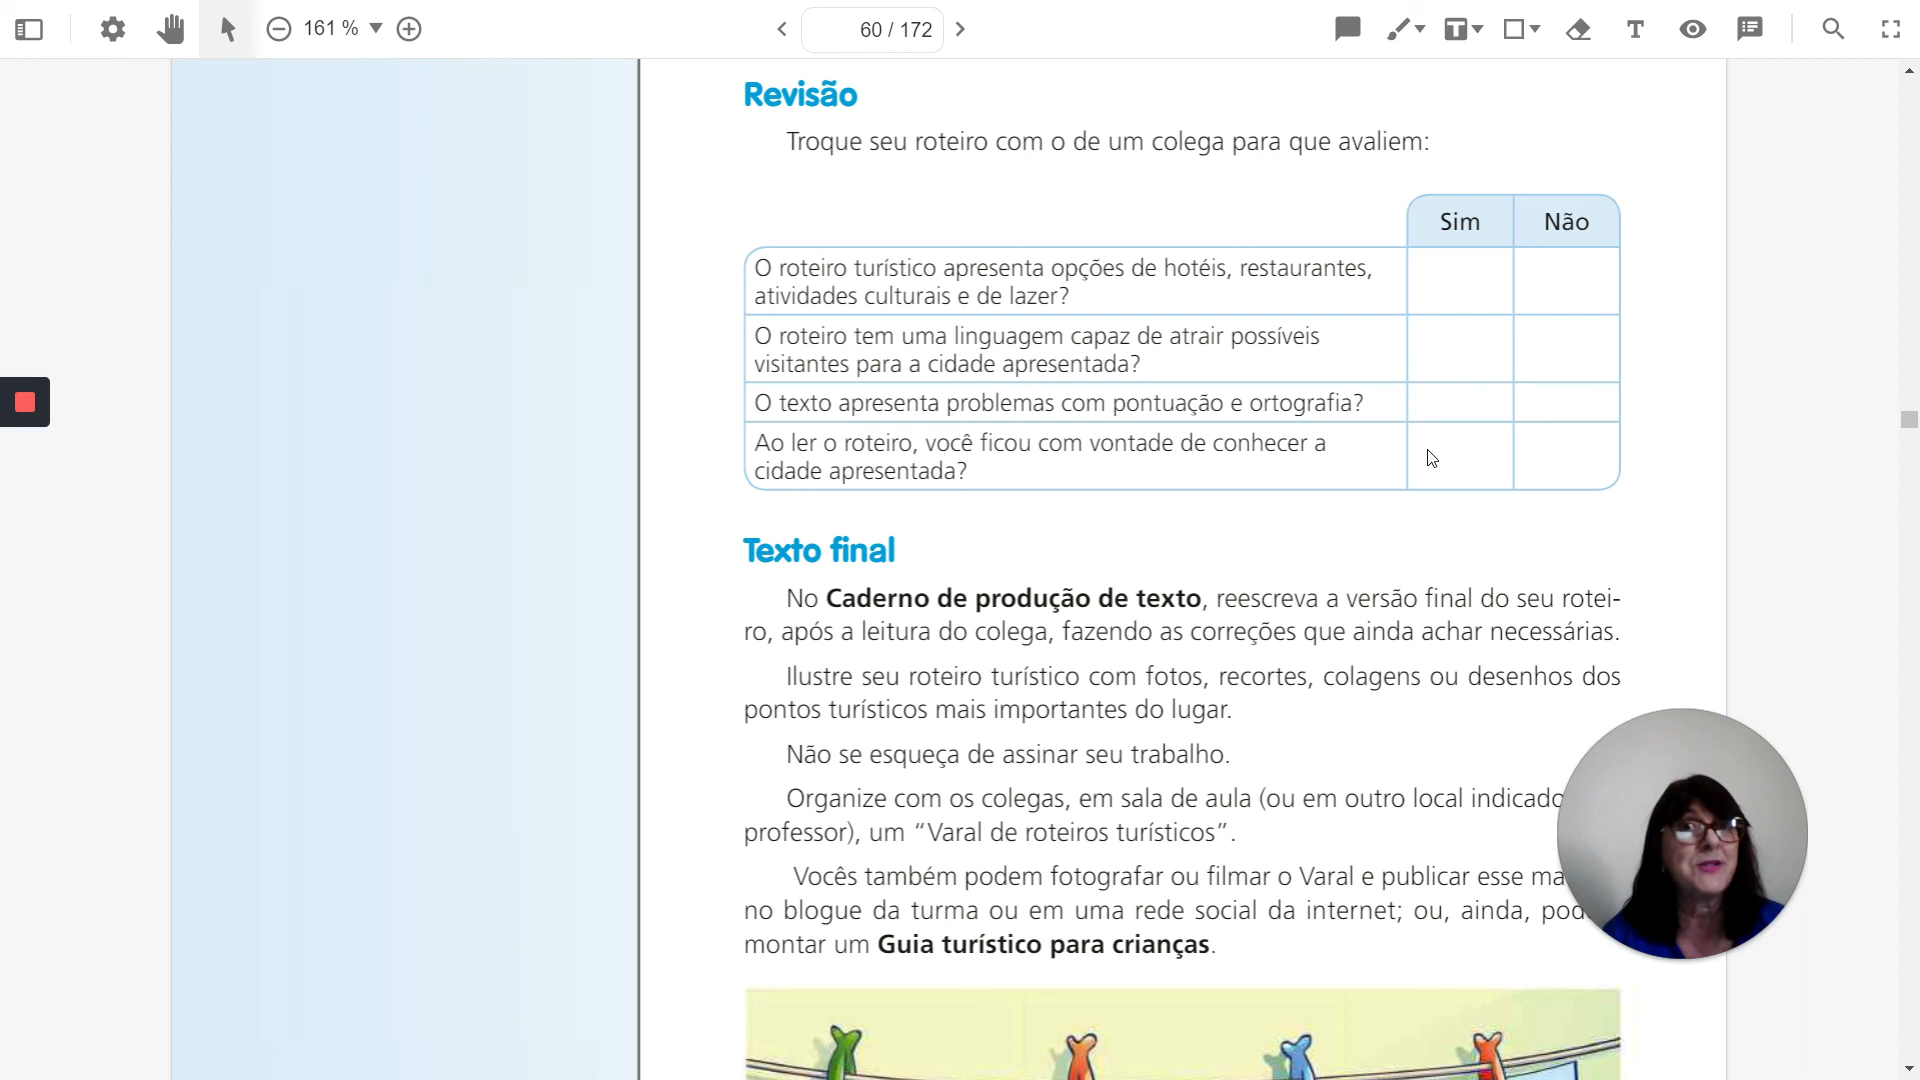 161 %
60 / 172
Revisão
Troque seu roteiro com o de um colega para que avaliem:
Sim
Não
O roteiro turístico apresenta opções de hotéis, restaurantes,
atividades culturais e de lazer?
O roteiro tem uma linguagem capaz de atrair possíveis
visitantes para a cidade apresentada?
O texto apresenta problemas com pontuação e ortografia?
Ao ler o roteiro, você ficou com vontade de conhecer a
cidade apresentada?
Texto final
No Caderno de produção de texto, reescreva a versão final do seu rotei-
ro, após a leitura do colega, fazendo as correções que ainda achar necessárias.
Ilustre seu roteiro turístico com fotos, recortes, colagens ou desenhos dos
pontos turísticos mais importantes do lugar.
Não se esqueça de assinar seu trabalho.
Organize com os colegas, em sala de aula (ou em outro local indicado
professor), um “Varal de roteiros turísticos”.
Vocês também podem fotografar ou filmar o Varal e publicar esse
no blogue da turma ou em uma rede social da internet; ou, ainda,
montar um Guia turístico para crianças.